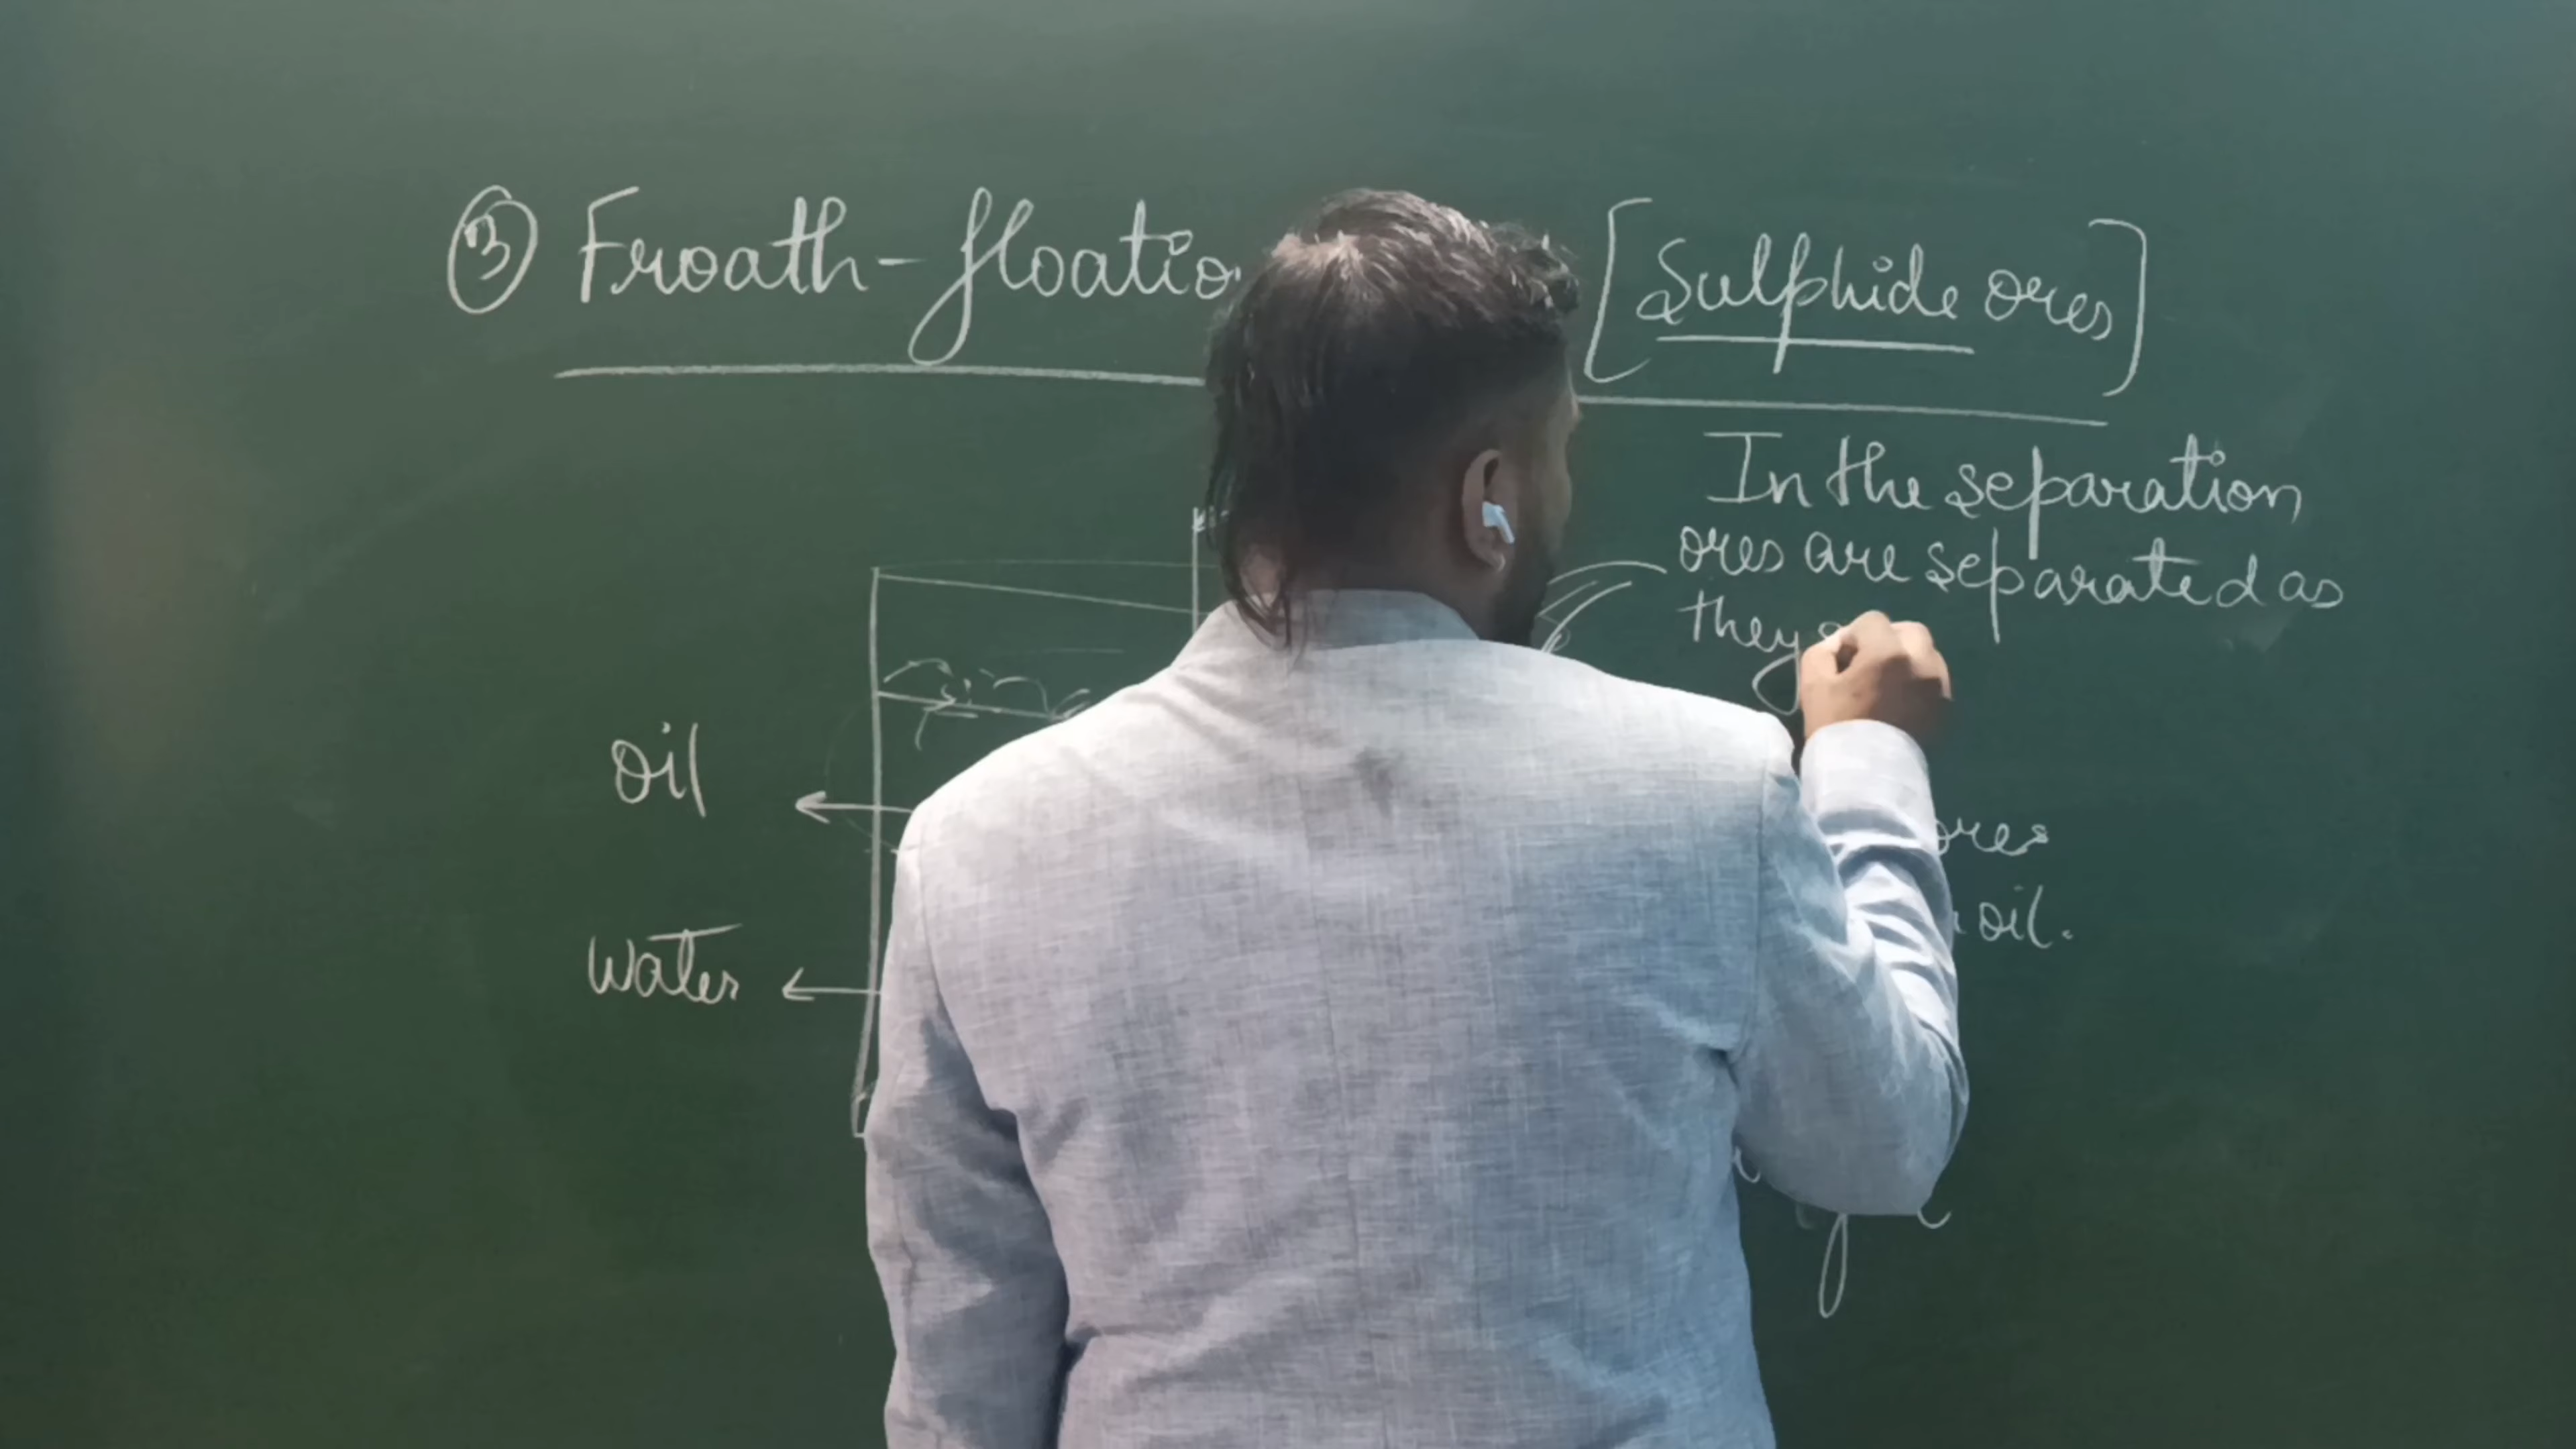 ③ Froath-floatio [Sulphide ores]
In the separation
ores are separated as
they
oil
ores
oil.
water